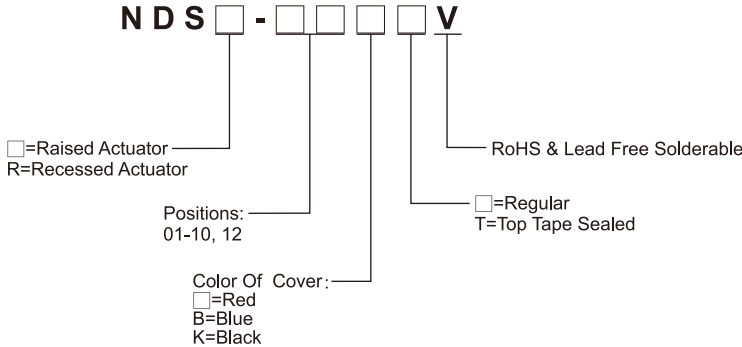 NDS□-□□□□V
□=Raised Actuator
R=Recessed Actuator
RoHS & Lead Free Solderable
Positions:
01-10, 12
□=Regular
T=Top Tape Sealed
Color Of Cover:
□=Red
B=Blue
K=Black